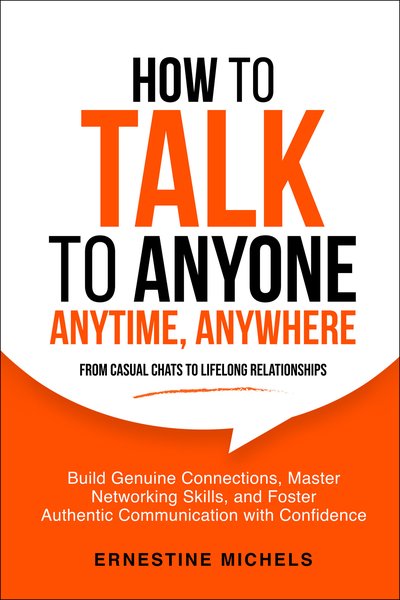 HOW TO
TALK
TO ANYONE
ANYTIME, ANYWHERE
FROM CASUAL CHATS TO LIFELONG RELATIONSHIPS
Build Genuine Connections, Master
Networking Skills, and Foster
Authentic Communication with Confidence
ERNESTINE MICHELS